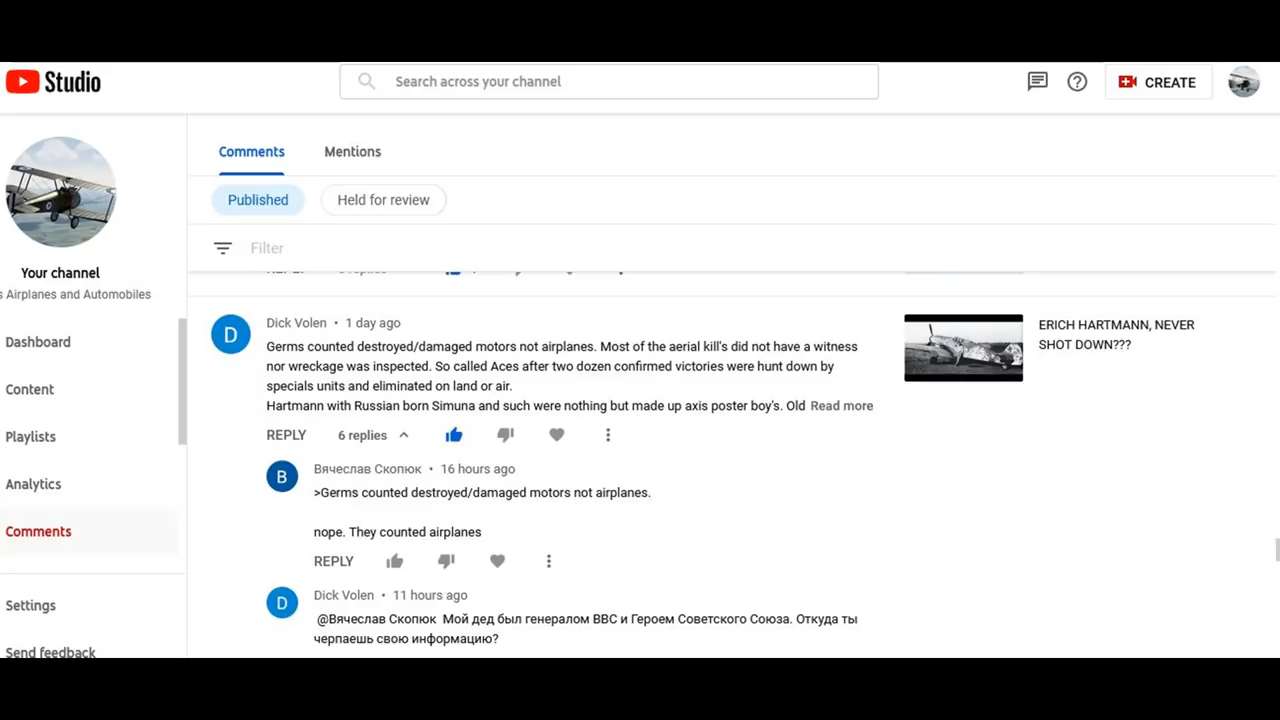 Studio
Search across your channel
CREATE
Comments
Mentions
Published
Held for review
Filter
Your channel
s Airplanes and Automobiles
Dashboard
Content
Playlists
Analytics
Comments
Settings
Send feedback
D
Dick Volen • 1 day ago
Germs counted destroyed/damaged motors not airplanes. Most of the aerial kill's did not have a witness
nor wreckage was inspected. So called Aces after two dozen confirmed victories were hunt down by
specials units and eliminated on land or air.
Hartmann with Russian born Simuna and such were nothing but made up axis poster boy's. Old Read more
REPLY 6 replies
ERICH HARTMANN, NEVER
SHOT DOWN???
В
Вячеслав Скопюк • 16 hours ago
>Germs counted destroyed/damaged motors not airplanes.
nope. They counted airplanes
REPLY
D
Dick Volen • 11 hours ago
@Вячеслав Скопюк Мой дед был генералом ВВС и Героем Советского Союза. Откуда ты
черпаешь свою информацию?